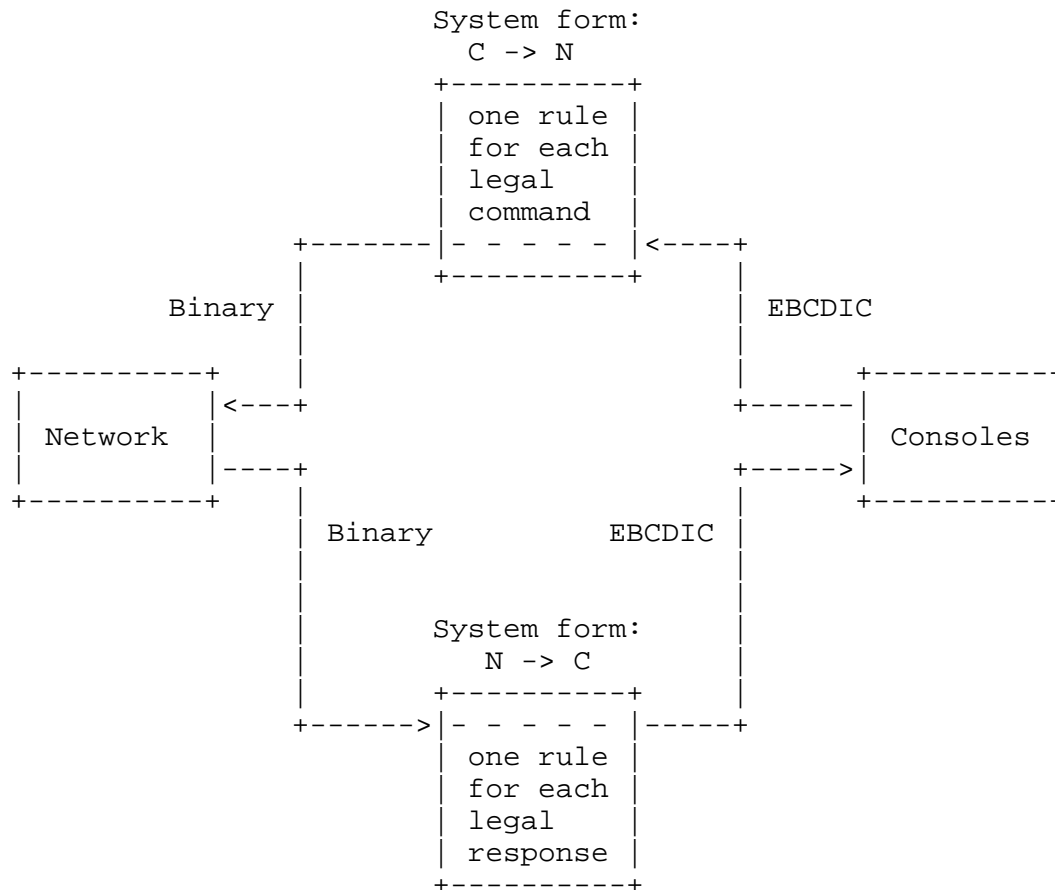 System form:
C -> N
one rule
for each
legal
command
Binary
EBCDIC
Network
Consoles
Binary
EBCDIC
System form:
N -> C
one rule
for each
legal
response